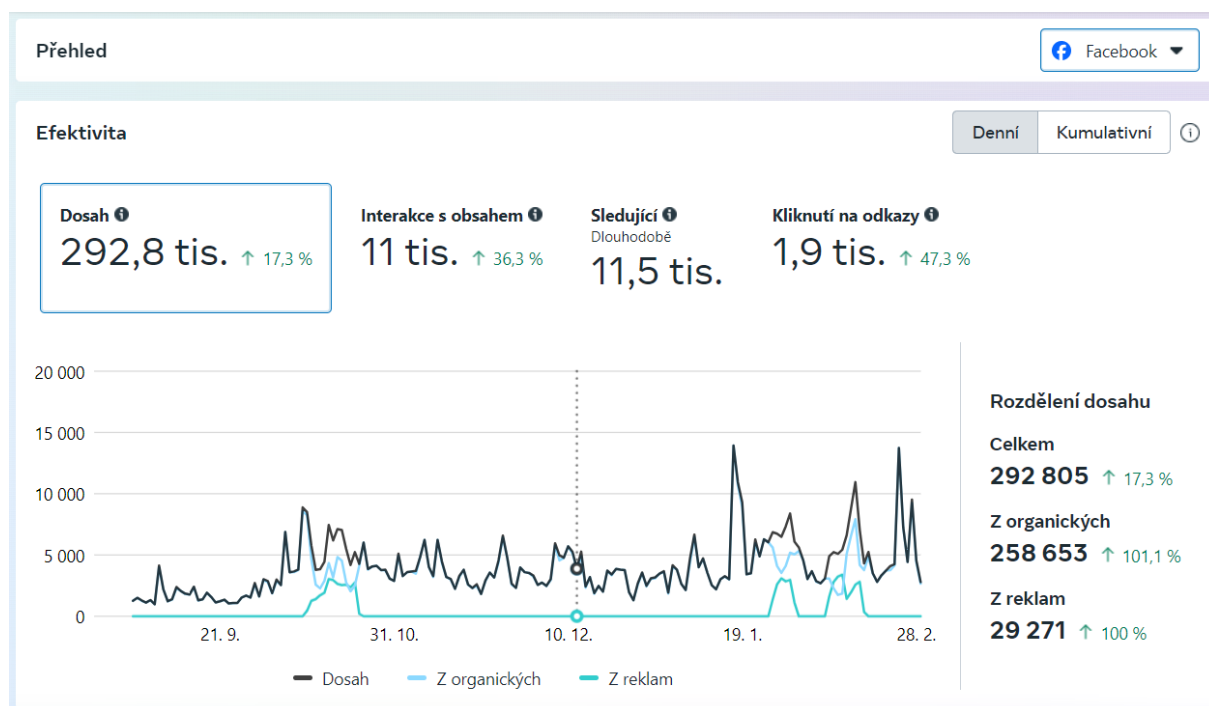 Přehled
Facebook
Efektivita
Denní
Kumulativní
Dosah
292,8 tis. ↑ 17,3 %
Interakce s obsahem
11 tis. ↑ 36,3 %
Sledující
Dlouhodobě
11,5 tis.
Kliknutí na odkazy
1,9 tis. ↑ 47,3 %
20 000
15 000
10 000
5 000
0
21. 9.
31. 10.
10. 12.
19. 1.
28. 2.
Dosah
Z organických
Z reklam
Rozdělení dosahu
Celkem
292 805 ↑ 17,3 %
Z organických
258 653 ↑ 101,1 %
Z reklam
29 271 ↑ 100 %